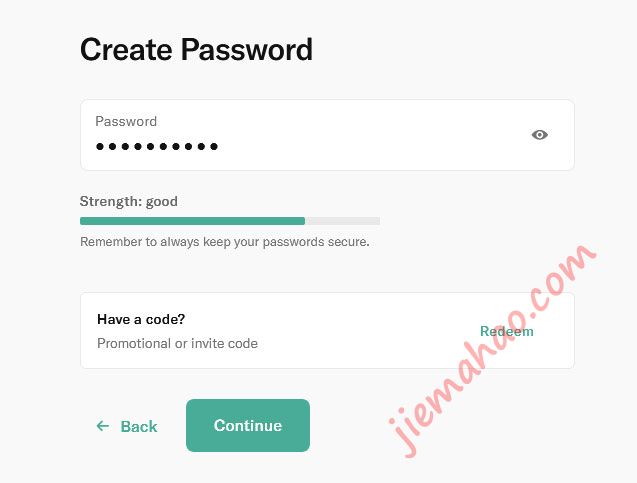 Create Password
Password
●●●●●●●●●●
Strength: good
Remember to always keep your passwords secure.
Have a code?
Promotional or invite code
Redeem
← Back
Continue
jiemahao.com